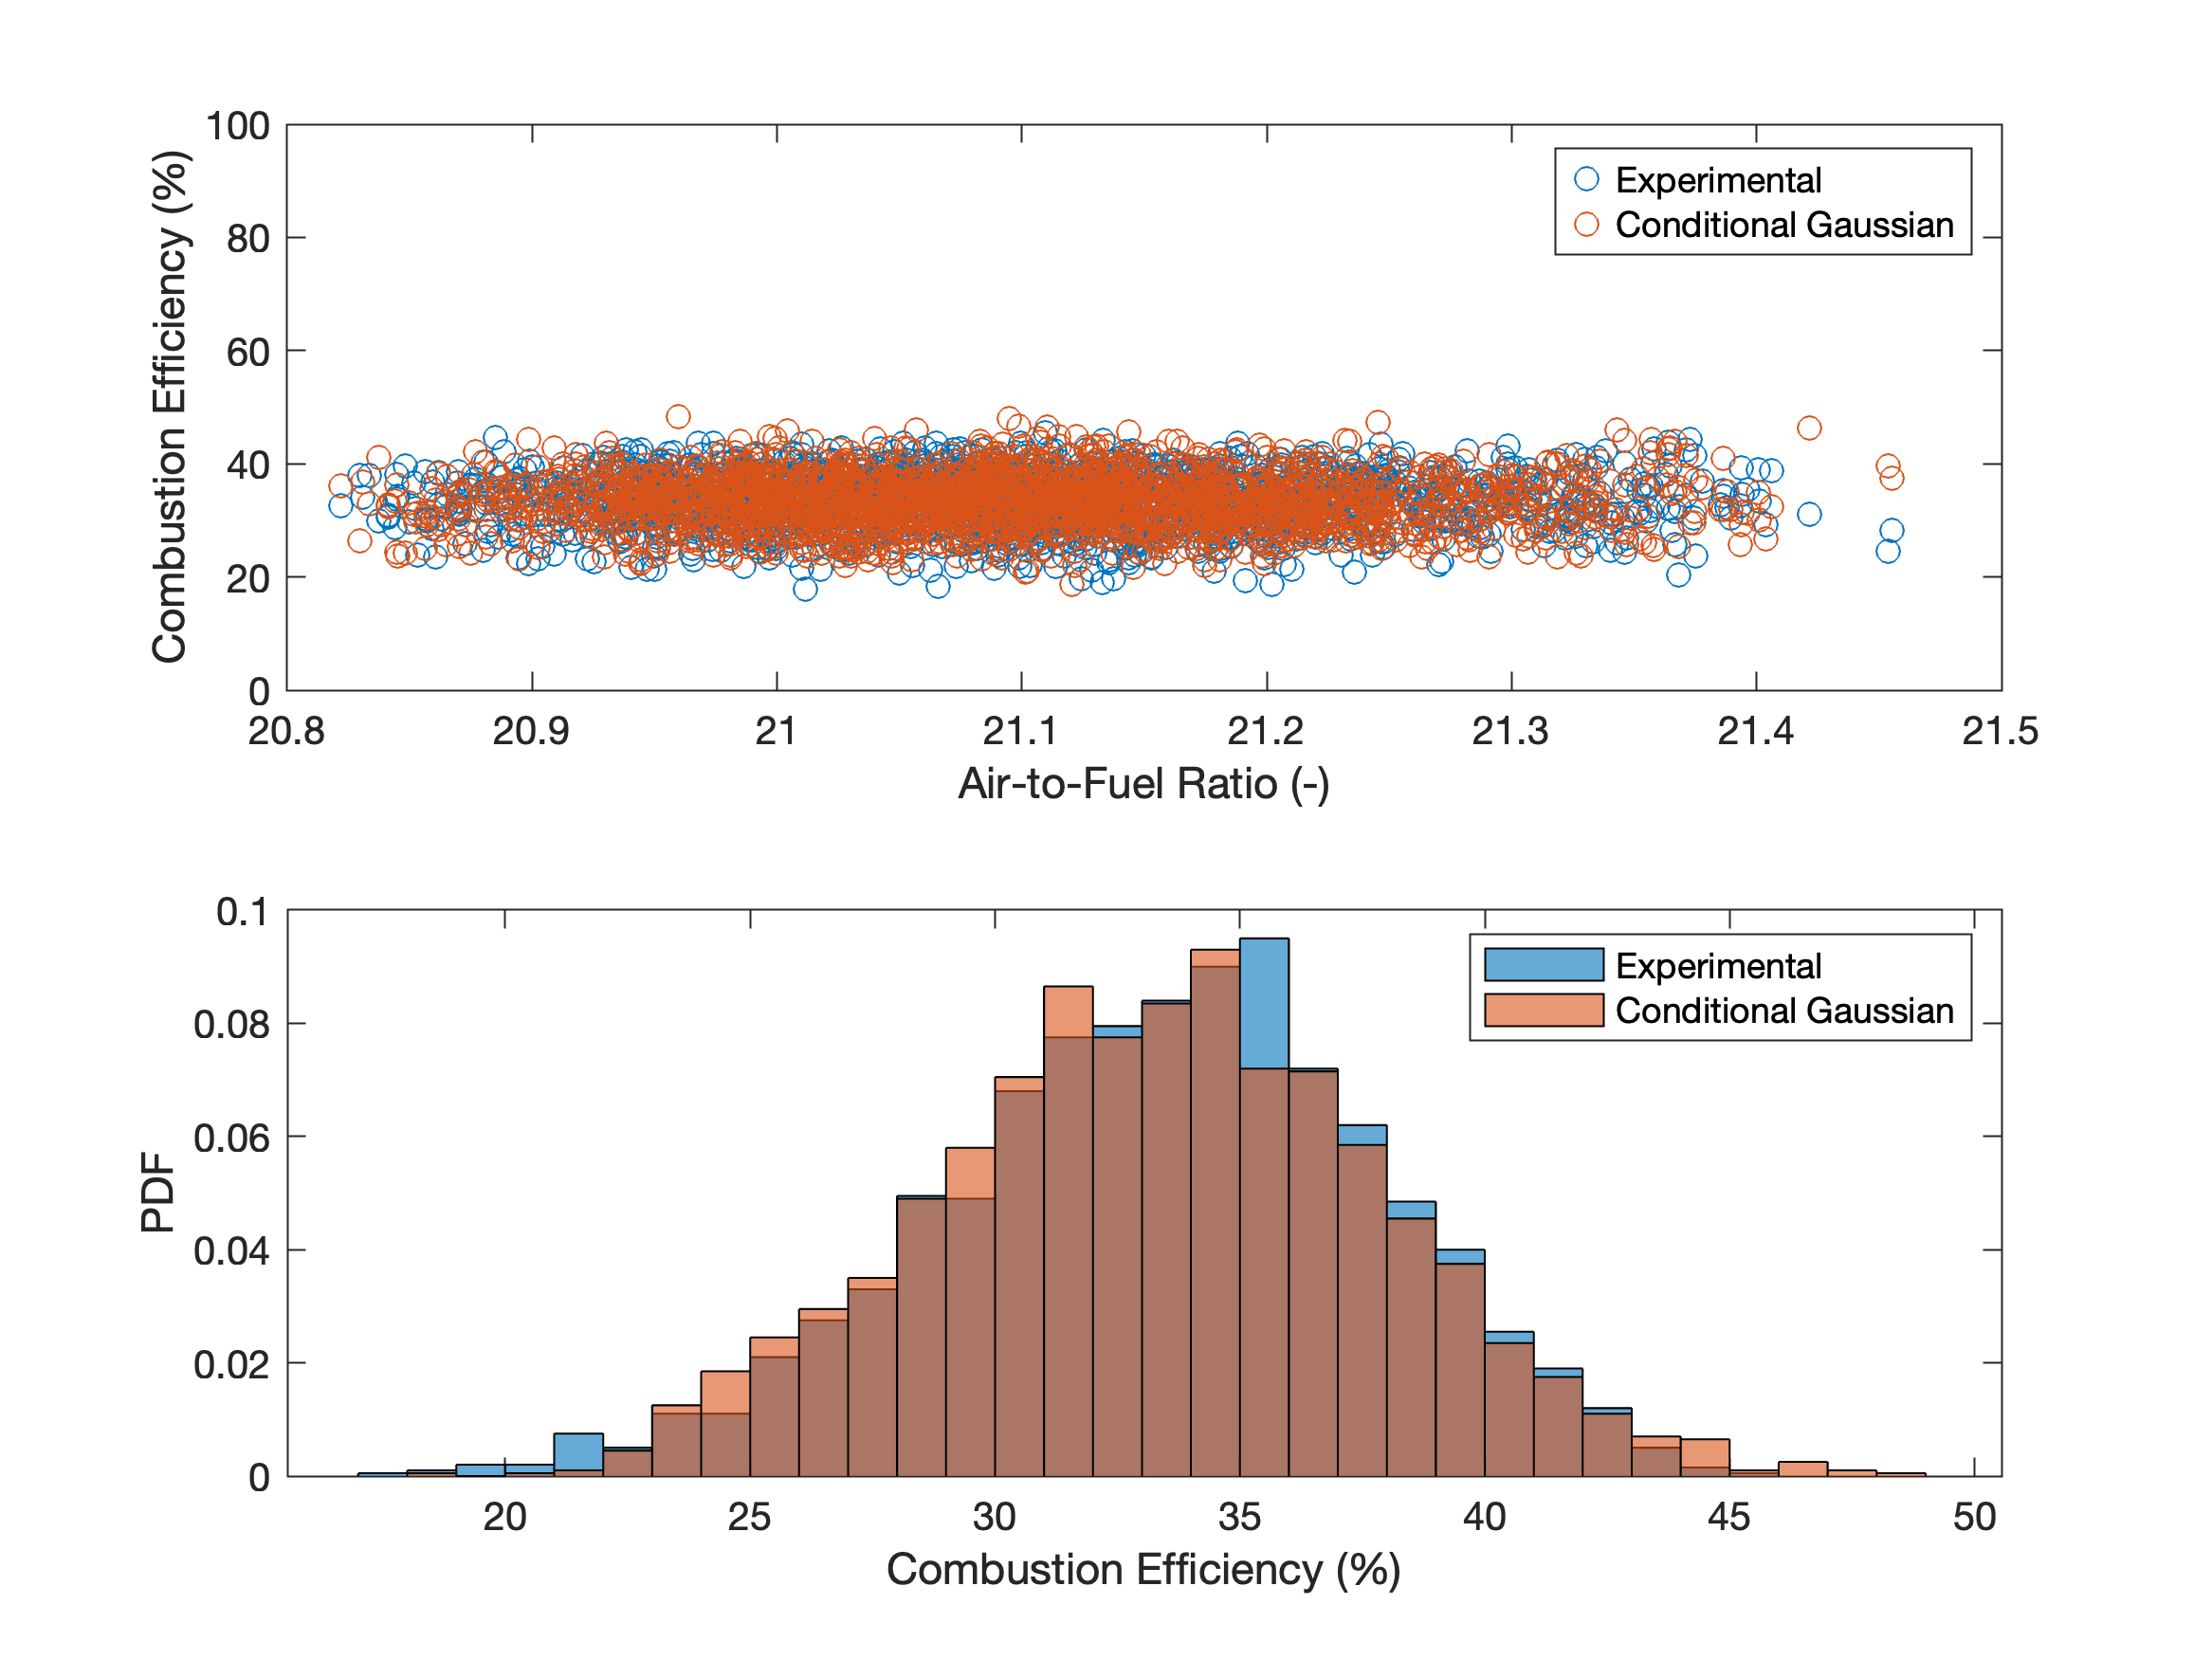 100
80
60
40
20
0
Combustion Efficiency (%)
Experimental
Conditional Gaussian
20.8 20.9 21 21.1 21.2 21.3 21.4 21.5
Air-to-Fuel Ratio (-)
0.1
0.08
0.06
0.04
0.02
0
PDF
Experimental
Conditional Gaussian
20 25 30 35 40 45 50
Combustion Efficiency (%)